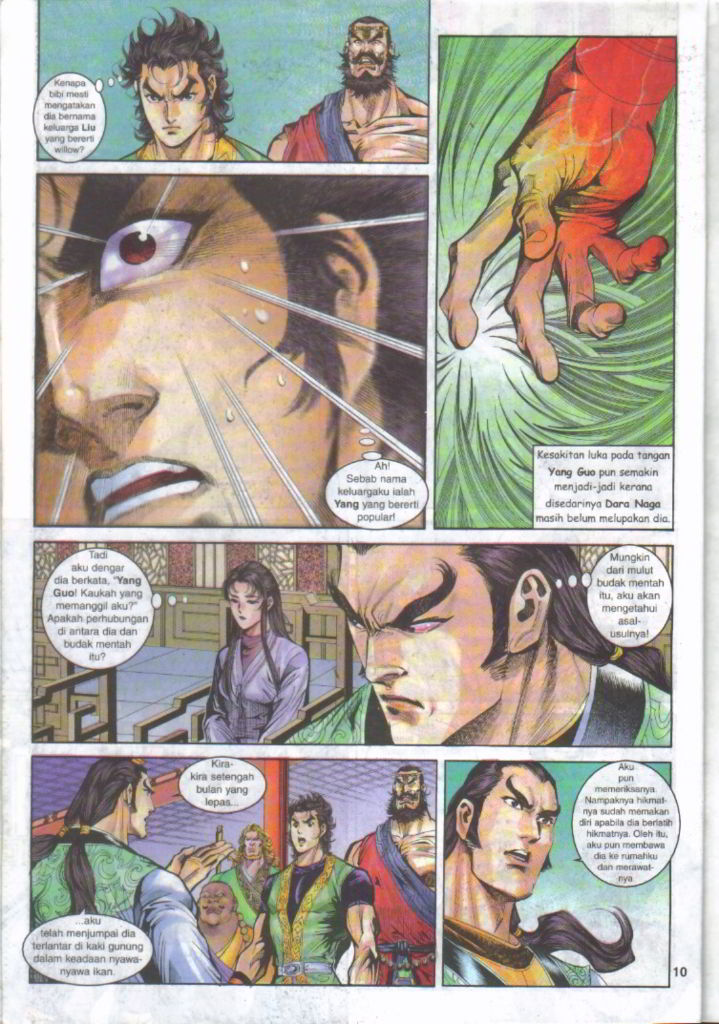 Kenapa
bibi mesti
mengatakan
dia bernama
keluarga Liu
yang bererti
willow?
Ah!
Sebab nama
keluargaku ialah
Yang yang bererti
popular!
Kesakitan luka pada tangan
Yang Guo pun semakin
menjadi-jadi kerana
disedarinya Dara Naga
masih belum melupakan dia.
Tadi
aku dengar
dia berkata, "Yang
Guo! Kaukah yang
memanggil aku?"
Apakah perhubungan
di antara dia dan
budak mentah
itu?
Mungkin
dari mulut
budak mentah
itu, aku akan
mengetahui
asal-
usulnya!
Kira-
kira setengah
bulan yang
lepas...
...aku
telah menjumpai dia
terlantar di kaki gunung
dalam keadaan nyawa-
nyawa ikan.
Aku
pun
memeriksanya.
Nampaknya hikmat-
nya sudah memakan
diri apabila dia berlatih
hikmatnya. Oleh itu,
aku pun membawa
dia ke rumahku
dan merawat-
nya.
10